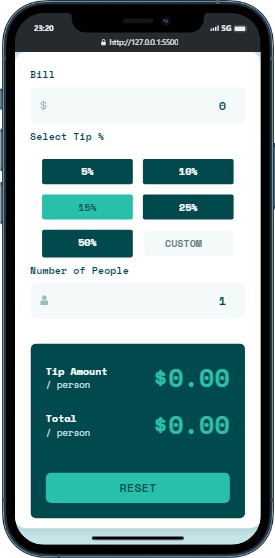 23:20 5G
http://127.0.0.1:5500
Bill
$ 0
Select Tip %
5% 10%
15% 25%
50% CUSTOM
Number of People
1
Tip Amount
/ person
$0.00
Total
/ person
$0.00
RESET